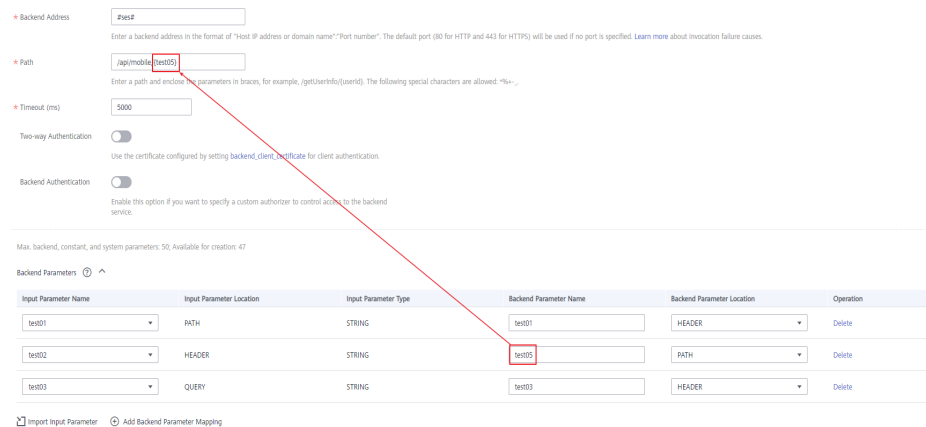 * Backend Address #ses#
Enter a backend address in the format of "Host IP address or domain name":"Port number". The default port (80 for HTTP and 443 for HTTPS) will be used if no port is specified. Learn more about invocation failure causes.
* Path /api/mobile/{test05}
Enter a path and enclose the parameters in braces, for example, /getUserInfo/{userId}. The following special characters are allowed: *%+-_.
* Timeout (ms) 5000
Two-way Authentication
Use the certificate configured by setting backend_client_certificate for client authentication.
Backend Authentication
Enable this option if you want to specify a custom authorizer to control access to the backend
service.
Max. backend, constant, and system parameters: 50; Available for creation: 47
Backend Parameters ?
Input Parameter Name Input Parameter Location Input Parameter Type Backend Parameter Name Backend Parameter Location Operation
test01 PATH STRING test01 HEADER Delete
test02 HEADER STRING test05 PATH Delete
test03 QUERY STRING test03 HEADER Delete
Import Input Parameter Add Backend Parameter Mapping